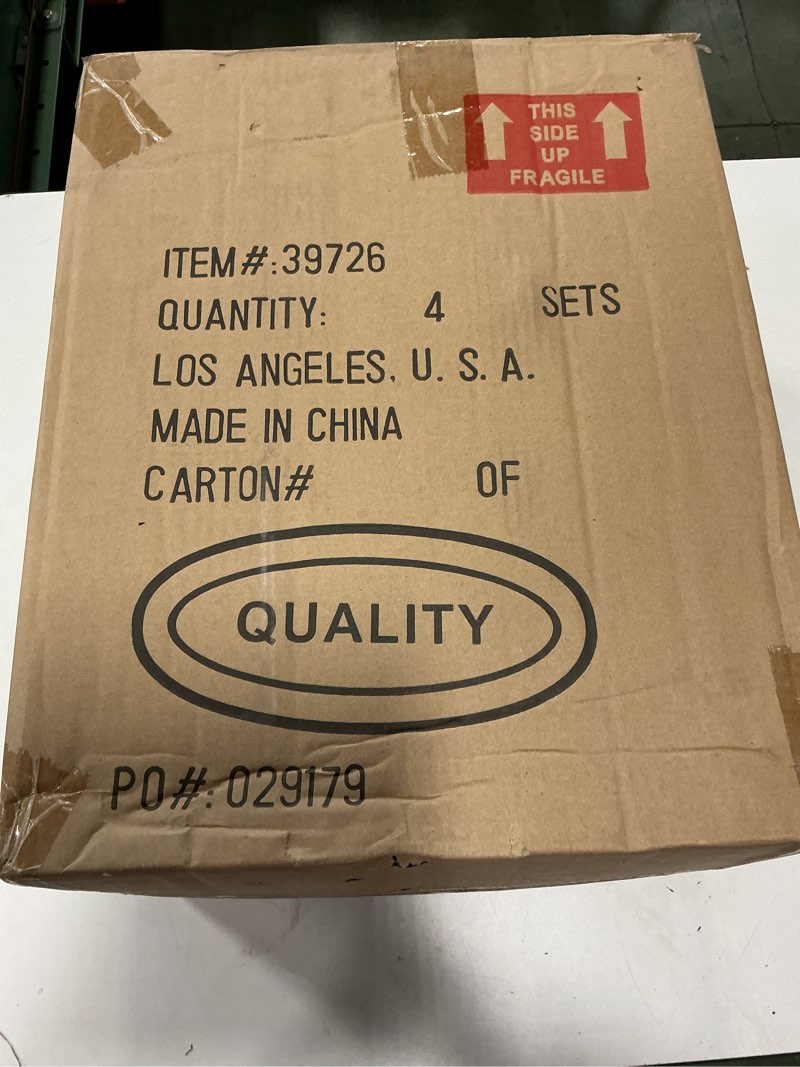 THIS
SIDE
UP
FRAGILE
ITEM#:39726
QUANTITY: 4 SETS
LOS ANGELES, U. S. A.
MADE IN CHINA
CARTON# OF
QUALITY
PO#: 029179